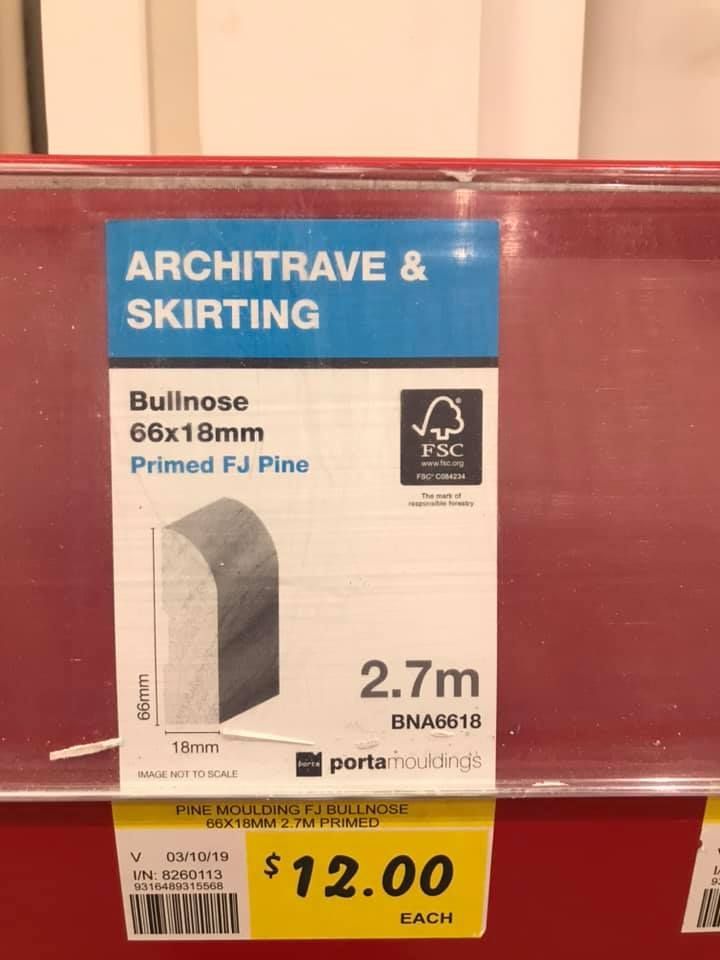 ARCHITRAVE &
SKIRTING
Bullnose
66x18mm
Primed FJ Pine
FSC
www.fsc.org
FSC® C084234
The mark of
responsible forestry
66mm
18mm
IMAGE NOT TO SCALE
2.7m
BNA6618
porta
portamouldings
PINE MOULDING FJ BULLNOSE
66X18MM 2.7M PRIMED
V 03/10/19
I/N: 8260113
9316489315568
$12.00
EACH